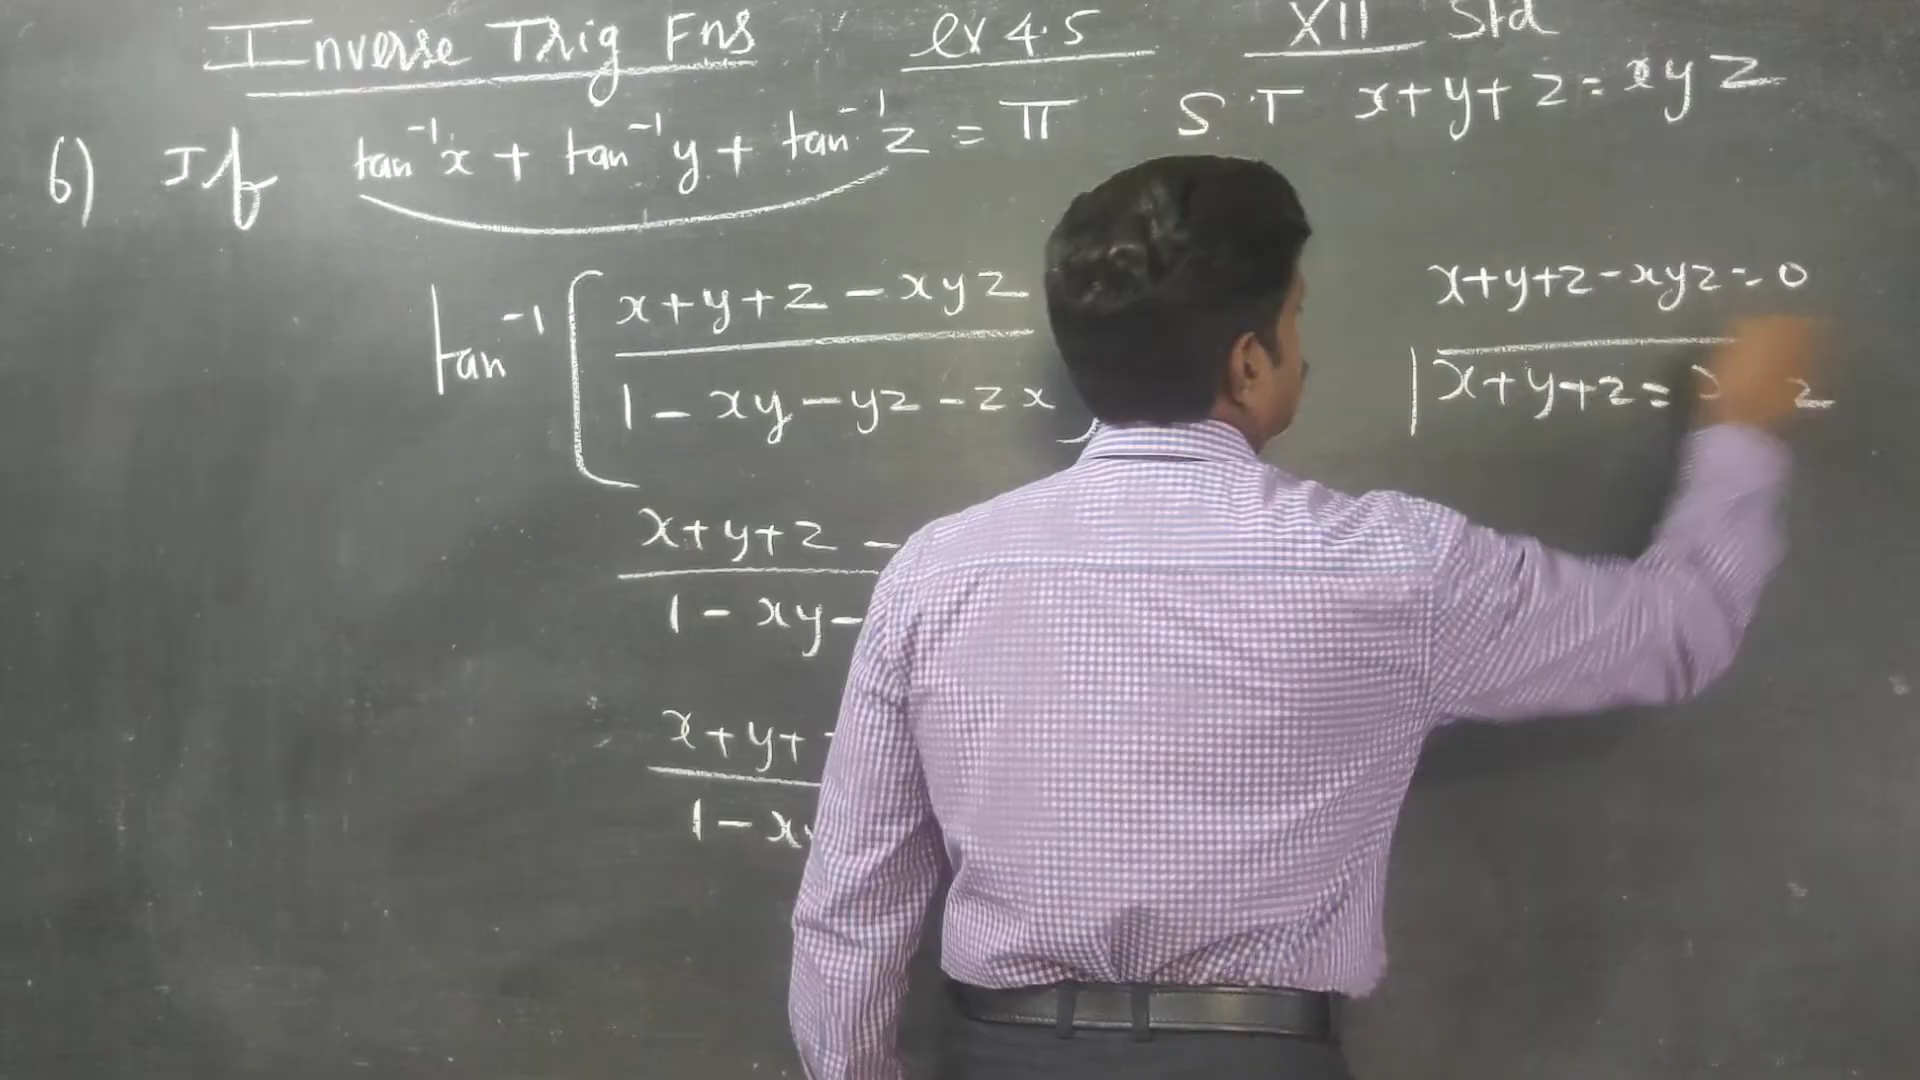 Inverse Trig Fns ex 4.5 XII Std
6) If tan⁻¹x + tan⁻¹y + tan⁻¹z = π S.T x+y+z = xyz
tan⁻¹ [ x+y+z − xyz / 1 − xy − yz − zx
x+y+z −
1 − xy −
x+y+
1 − xy
x+y+z − xyz = 0
x+y+z = z